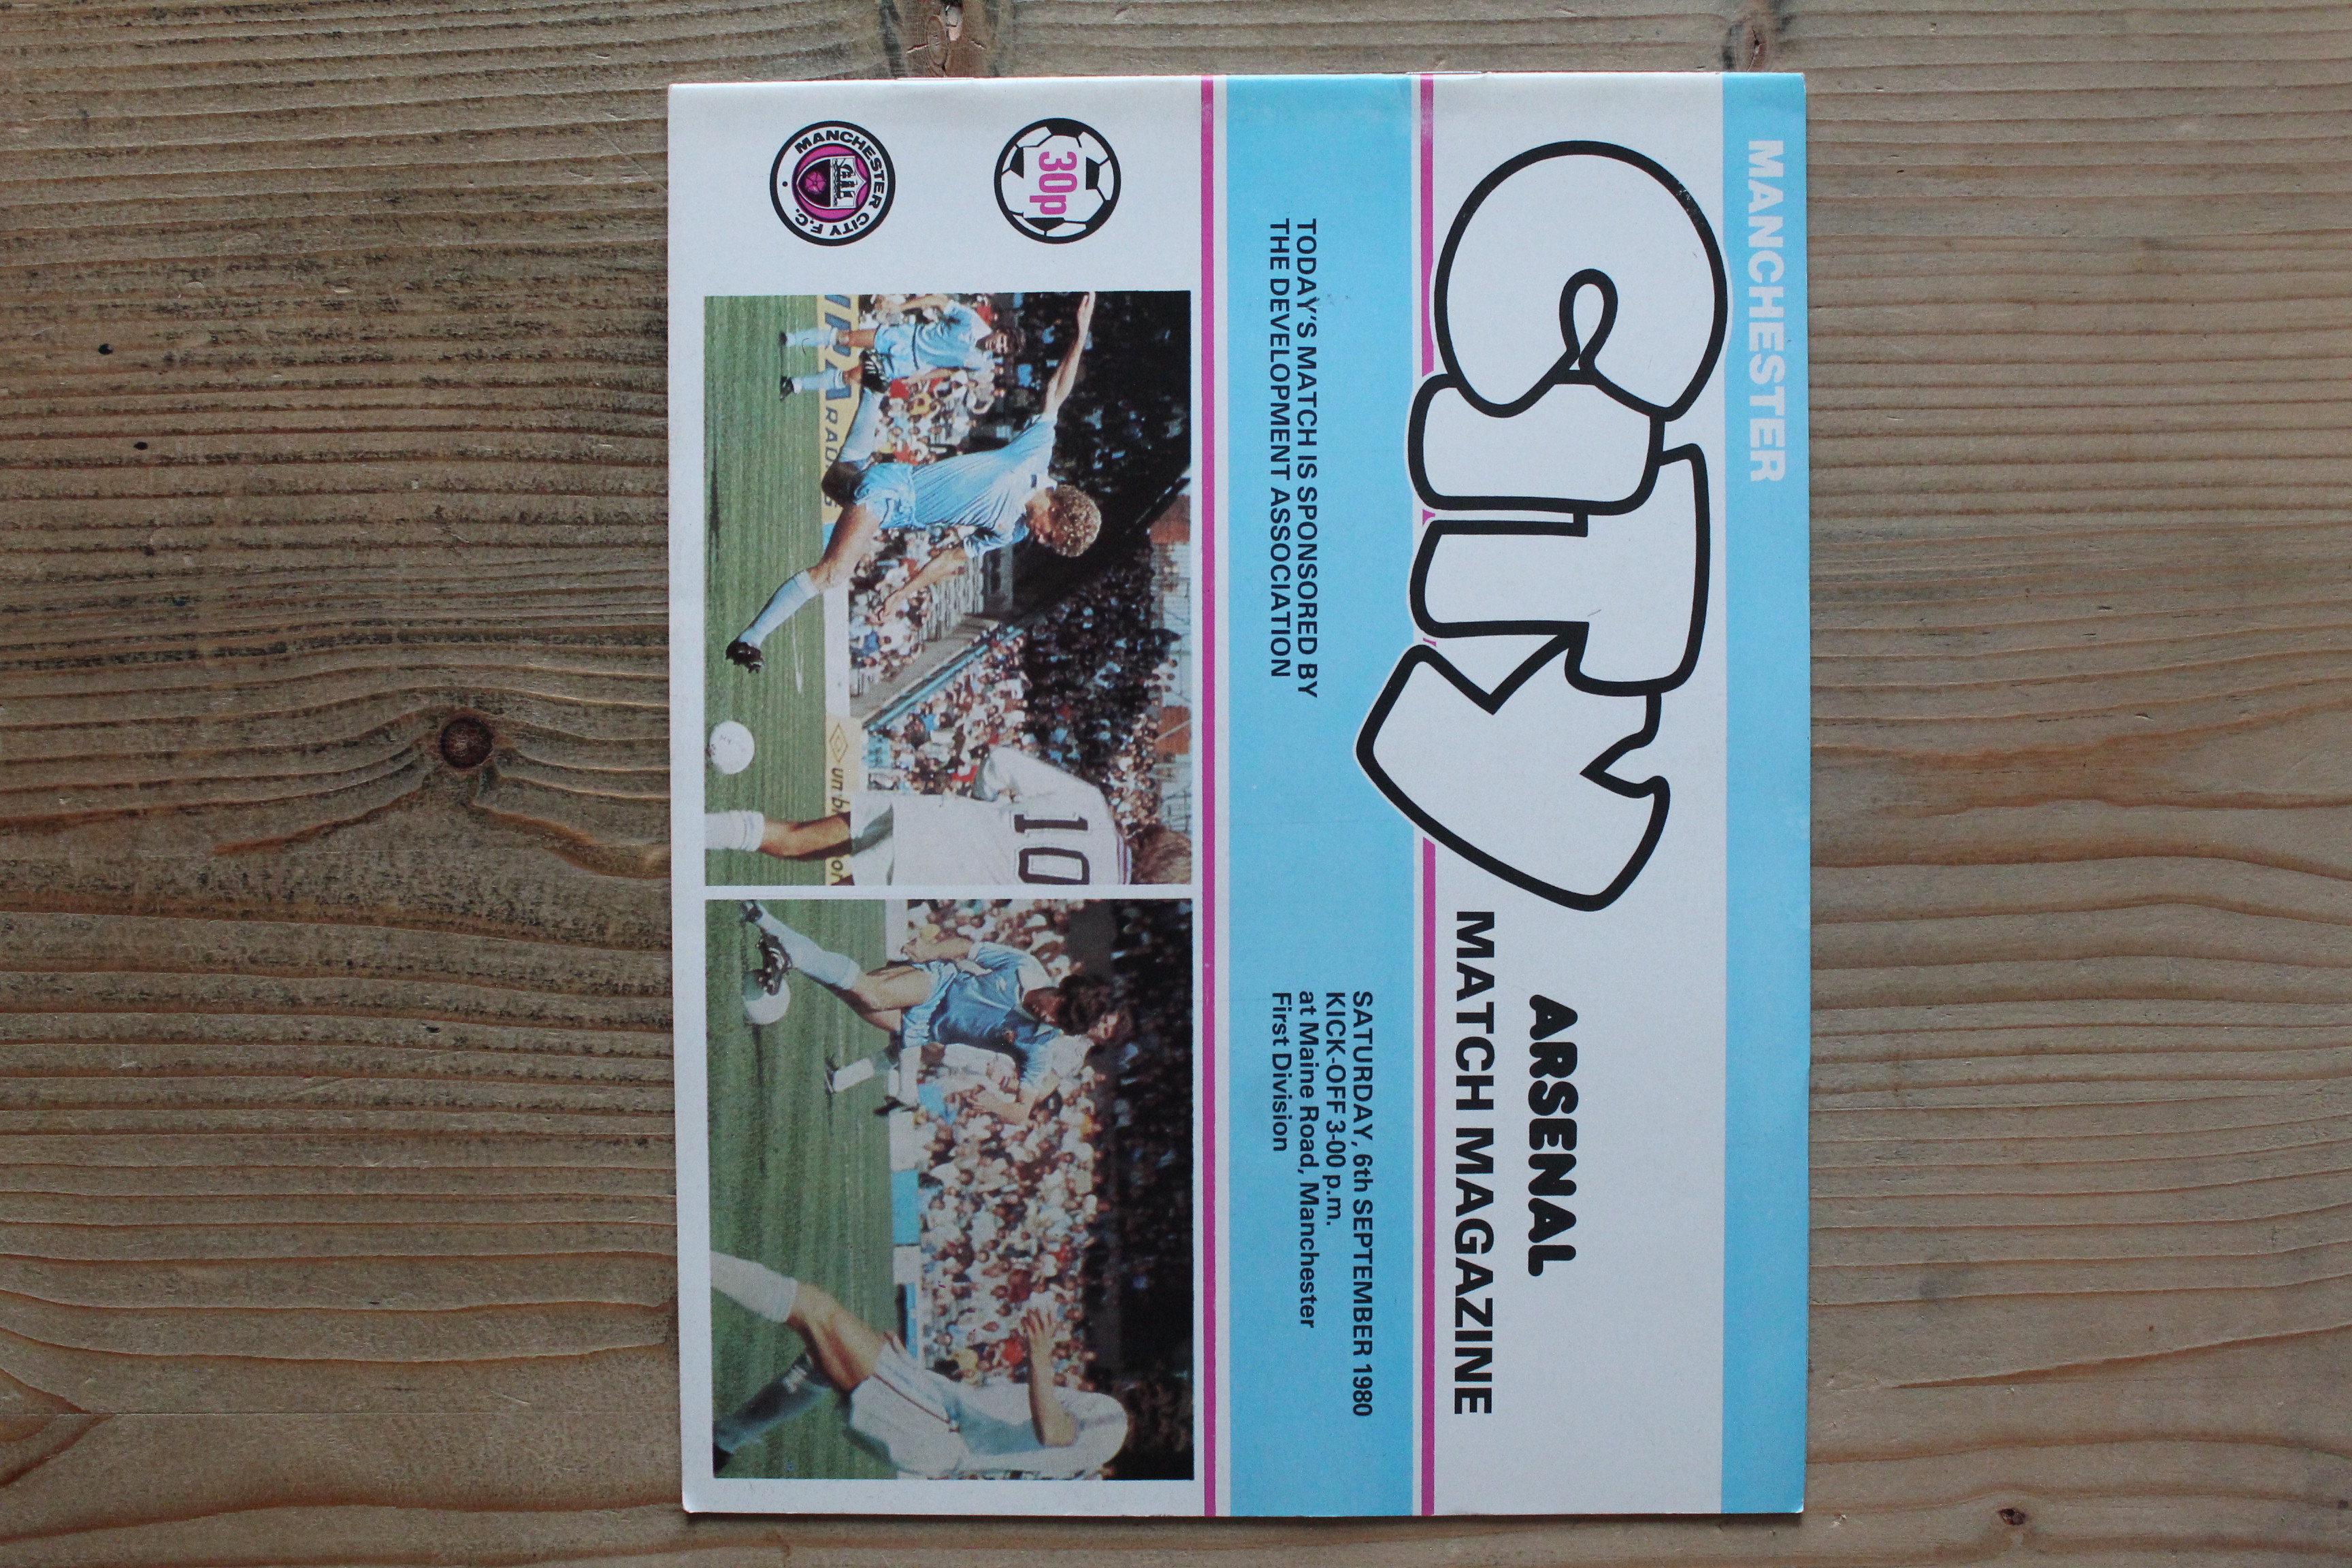 MANCHESTER
CITY
ARSENAL
MATCH MAGAZINE
SATURDAY, 6th SEPTEMBER 1980
KICK-OFF 3-00 p.m.
at Maine Road, Manchester
First Division
TODAY'S MATCH IS SPONSORED BY
THE DEVELOPMENT ASSOCIATION
30p
MANCHESTER CITY F.C.
10
umbro